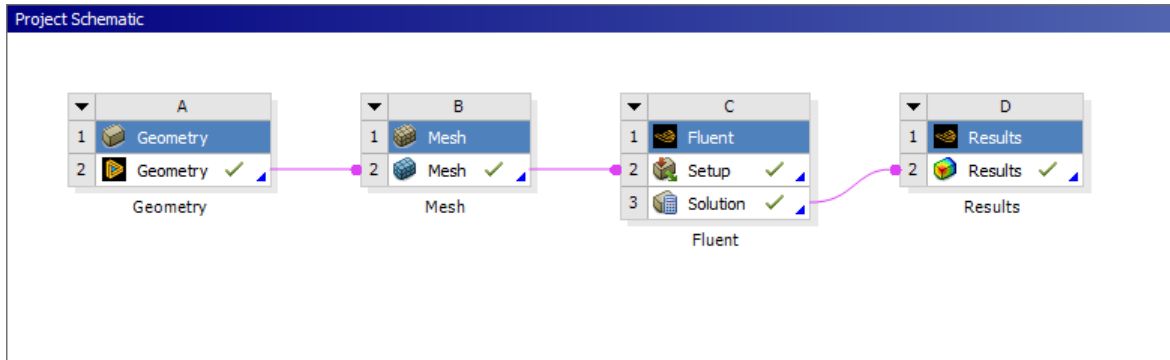 Project Schematic
A
1 Geometry
2 Geometry
Geometry
B
1 Mesh
2 Mesh
Mesh
C
1 Fluent
2 Setup
3 Solution
Fluent
D
1 Results
2 Results
Results